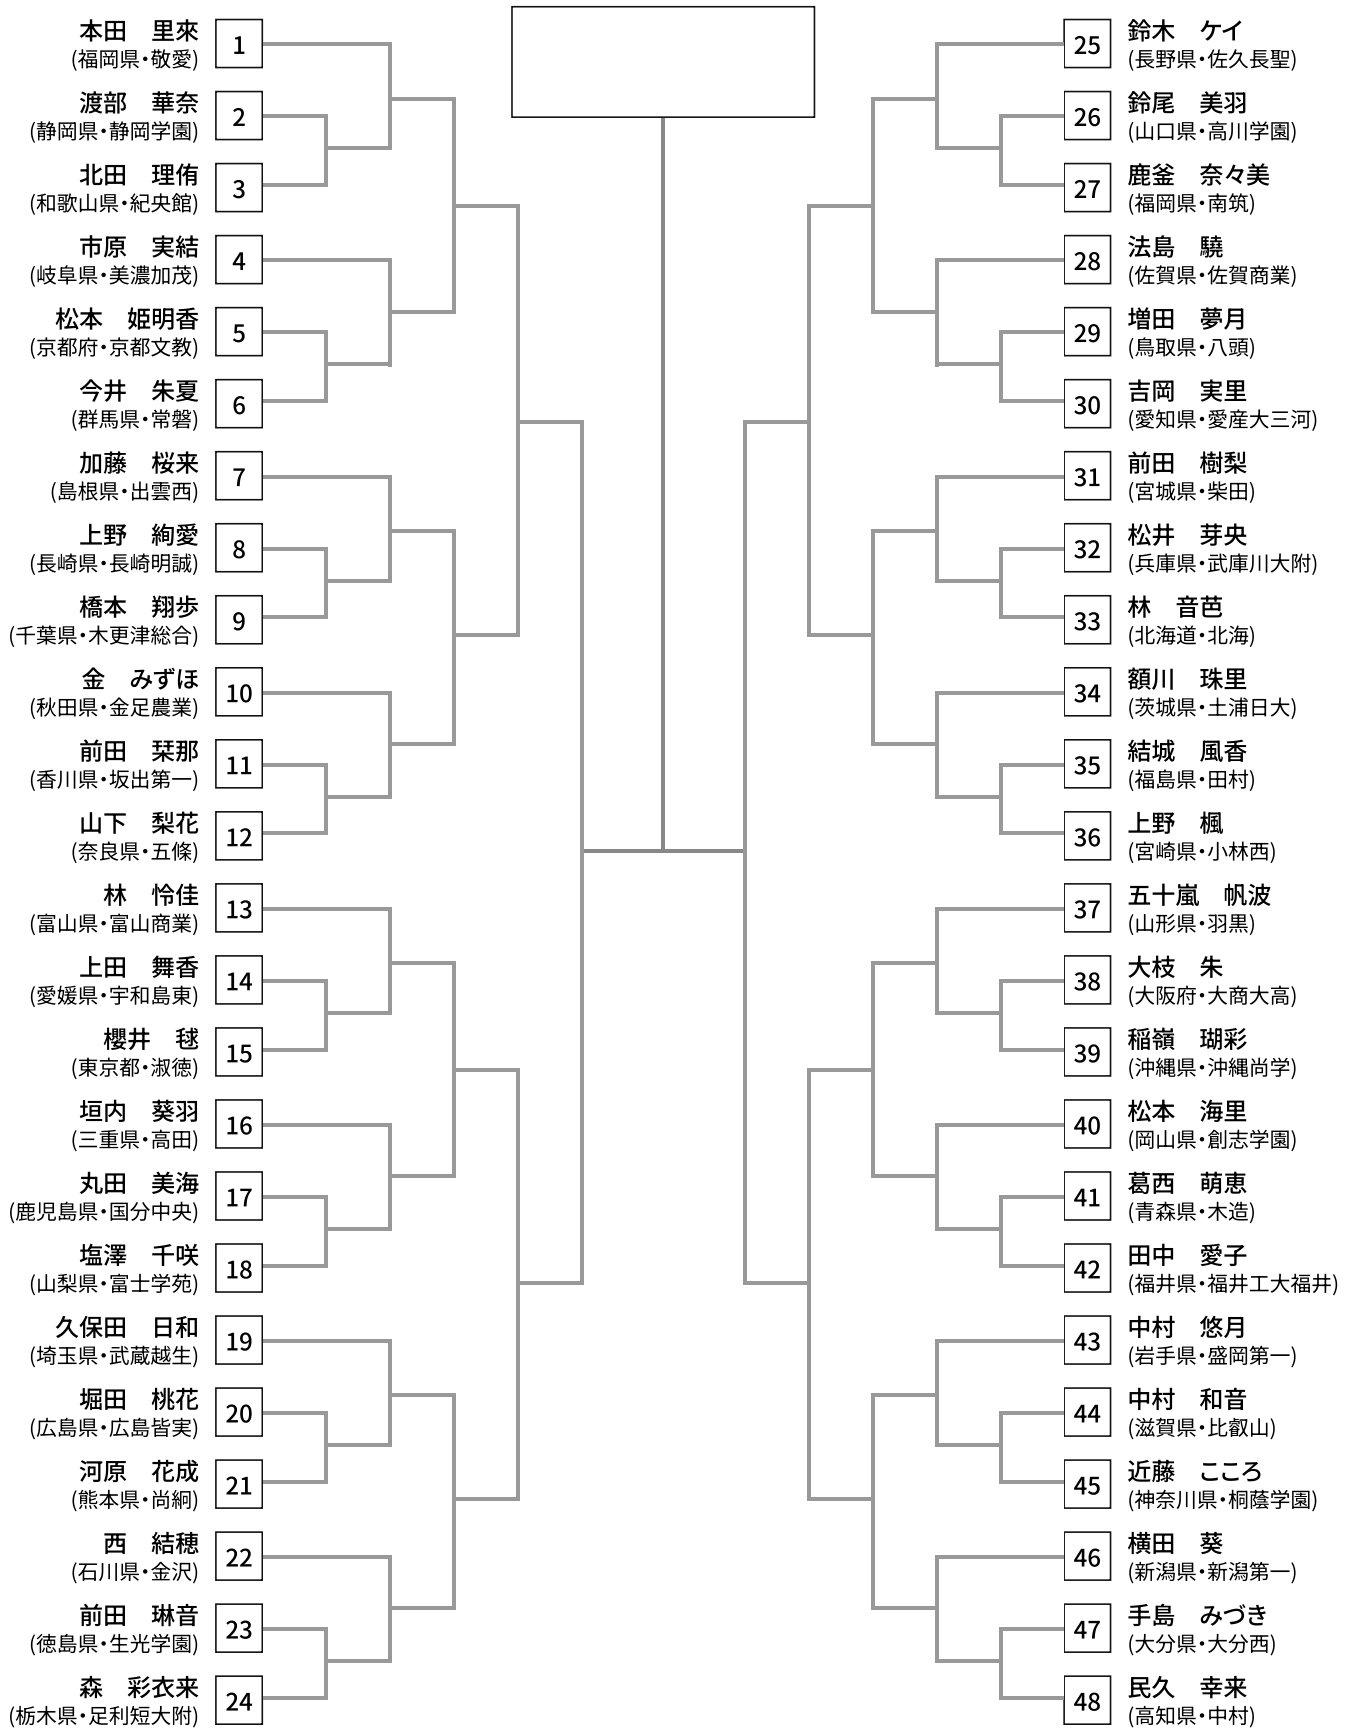 本田　里來
(福岡県・敬愛)
1
渡部　華奈
(静岡県・静岡学園)
2
北田　理侑
(和歌山県・紀央館)
3
市原　実結
(岐阜県・美濃加茂)
4
松本　姫明香
(京都府・京都文教)
5
今井　朱夏
(群馬県・常磐)
6
加藤　桜来
(島根県・出雲西)
7
上野　絢愛
(長崎県・長崎明誠)
8
橋本　翔歩
(千葉県・木更津総合)
9
金　みずほ
(秋田県・金足農業)
10
前田　栞那
(香川県・坂出第一)
11
山下　梨花
(奈良県・五條)
12
林　怜佳
(富山県・富山商業)
13
上田　舞香
(愛媛県・宇和島東)
14
櫻井　毬
(東京都・淑徳)
15
垣内　葵羽
(三重県・高田)
16
丸田　美海
(鹿児島県・国分中央)
17
塩澤　千咲
(山梨県・富士学苑)
18
久保田　日和
(埼玉県・武蔵越生)
19
堀田　桃花
(広島県・広島皆実)
20
河原　花成
(熊本県・尚絅)
21
西　結穂
(石川県・金沢)
22
前田　琳音
(徳島県・生光学園)
23
森　彩衣来
(栃木県・足利短大附)
24
25
鈴木　ケイ
(長野県・佐久長聖)
26
鈴尾　美羽
(山口県・高川学園)
27
鹿釜　奈々美
(福岡県・南筑)
28
法島　驍
(佐賀県・佐賀商業)
29
増田　夢月
(鳥取県・八頭)
30
吉岡　実里
(愛知県・愛産大三河)
31
前田　樹梨
(宮城県・柴田)
32
松井　芽央
(兵庫県・武庫川大附)
33
林　音芭
(北海道・北海)
34
額川　珠里
(茨城県・土浦日大)
35
結城　風香
(福島県・田村)
36
上野　楓
(宮崎県・小林西)
37
五十嵐　帆波
(山形県・羽黒)
38
大枝　朱
(大阪府・大商大高)
39
稲嶺　瑚彩
(沖縄県・沖縄尚学)
40
松本　海里
(岡山県・創志学園)
41
葛西　萌恵
(青森県・木造)
42
田中　愛子
(福井県・福井工大福井)
43
中村　悠月
(岩手県・盛岡第一)
44
中村　和音
(滋賀県・比叡山)
45
近藤　こころ
(神奈川県・桐蔭学園)
46
横田　葵
(新潟県・新潟第一)
47
手島　みづき
(大分県・大分西)
48
民久　幸来
(高知県・中村)